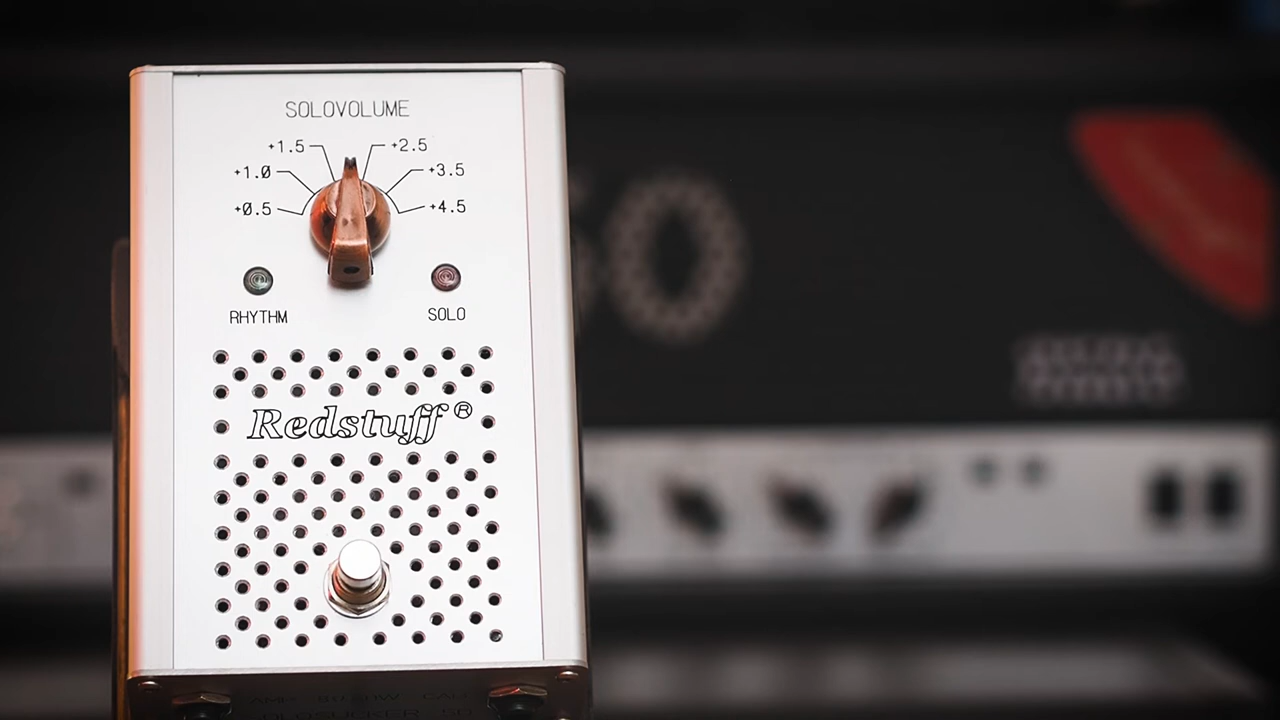 SOLOVOLUME
+1.5 +2.5
+1.0 +3.5
+0.5 +4.5
RHYTHM SOLO
Redstuff®